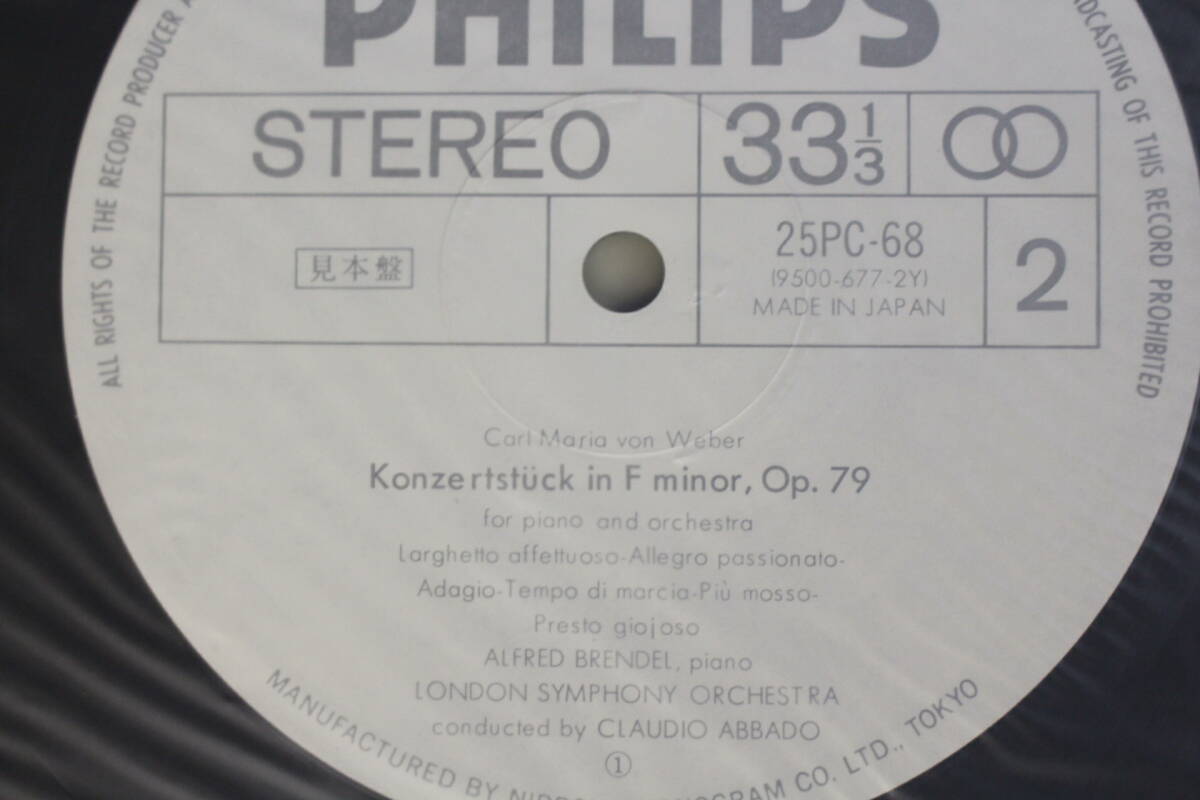 PHILIPS
STEREO
33 1/3
見本盤
25PC-68
(9500-677-2Y)
MADE IN JAPAN
2
Carl Maria von Weber
Konzertstück in F minor, Op. 79
for piano and orchestra
Larghetto affettuoso-Allegro passionato-
Adagio-Tempo di marcia-Più mosso-
Presto giojoso
ALFRED BRENDEL, piano
LONDON SYMPHONY ORCHESTRA
conducted by CLAUDIO ABBADO
①
ALL RIGHTS OF THE RECORD PRODUCER
OF THIS RECORD PROHIBITED
MANUFACTURED BY CO. LTD., TOKYO